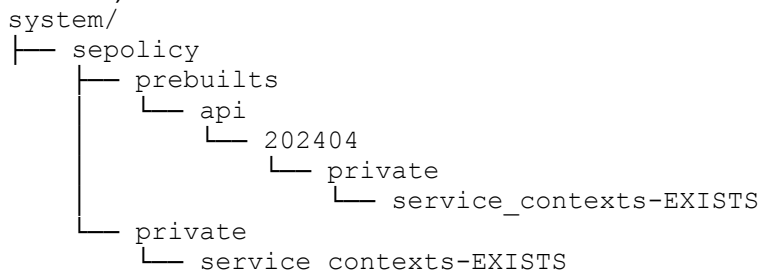 system/
├── sepolicy
    ├── prebuilts
    │   └── api
    │       └── 202404
    │           └── private
    │               └── service_contexts-EXISTS
    └── private
        └── service_contexts-EXISTS